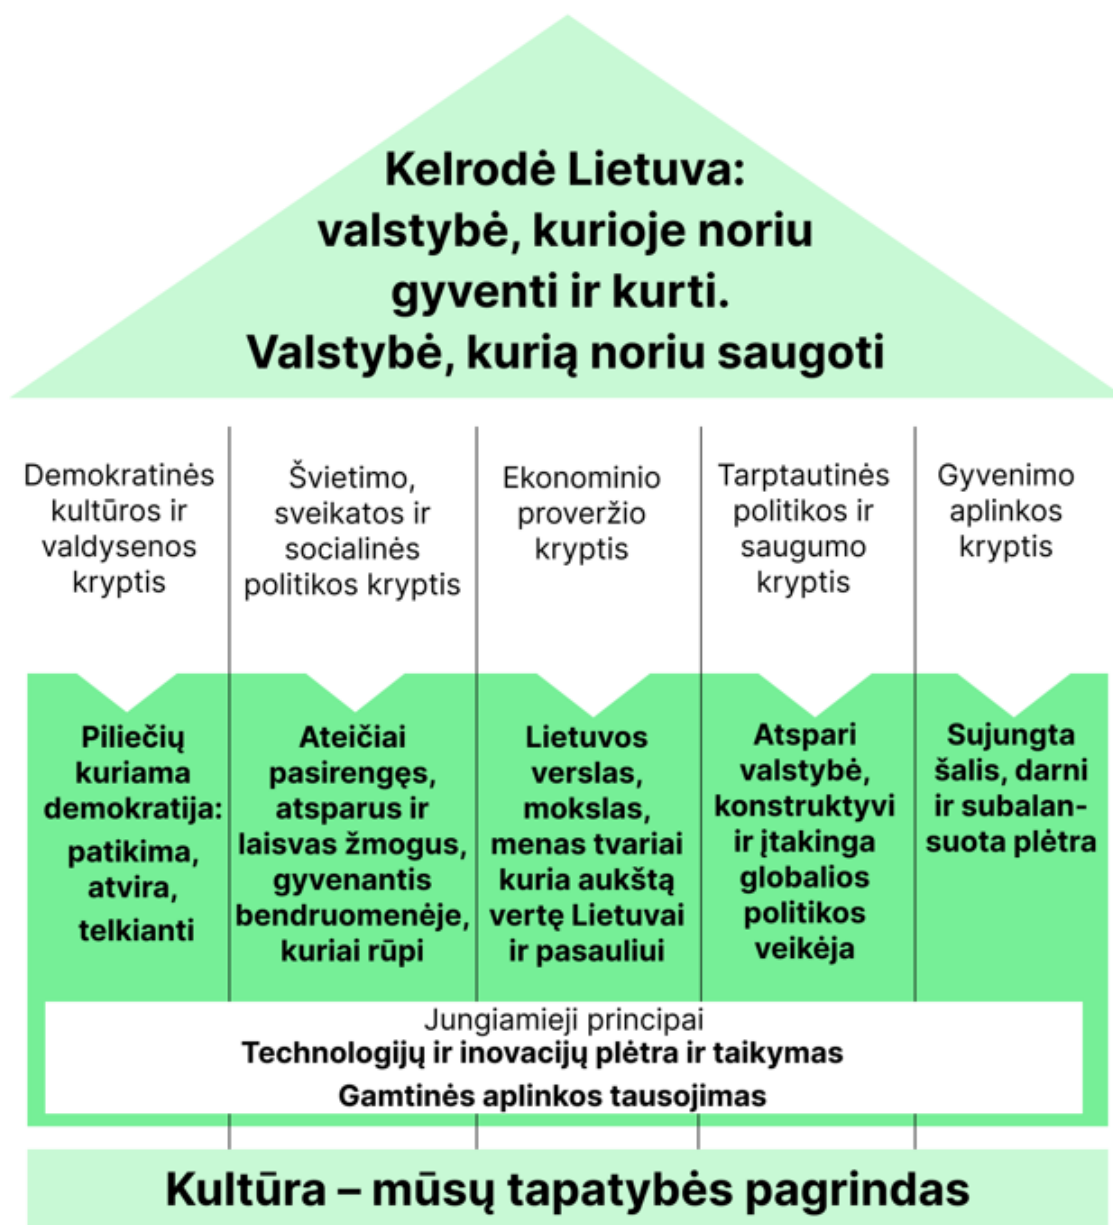 Kelrodė Lietuva:
valstybė, kurioje noriu
gyventi ir kurti.
Valstybė, kurią noriu saugoti
Demokratinės
kultūros ir
valdysenos
kryptis
Švietimo,
sveikatos ir
socialinės
politikos kryptis
Ekonominio
proveržio
kryptis
Tarptautinės
politikos ir
saugumo
kryptis
Gyvenimo
aplinkos
kryptis
Piliečių
kuriama
demokratija:
patikima,
atvira,
telkianti
Ateičiai
pasirengęs,
atsparus ir
laisvas žmogus,
gyvenantis
bendruomenėje,
kuriai rūpi
Lietuvos
verslas,
mokslas,
menas tvariai
kuria aukštą
vertę Lietuvai
ir pasauliui
Atspari
valstybė,
konstruktyvi
ir įtakinga
globalios
politikos
veikėja
Sujungta
šalis, darni
ir subalan-
suota plėtra
Jungiamieji principai
Technologijų ir inovacijų plėtra ir taikymas
Gamtinės aplinkos tausojimas
Kultūra – mūsų tapatybės pagrindas